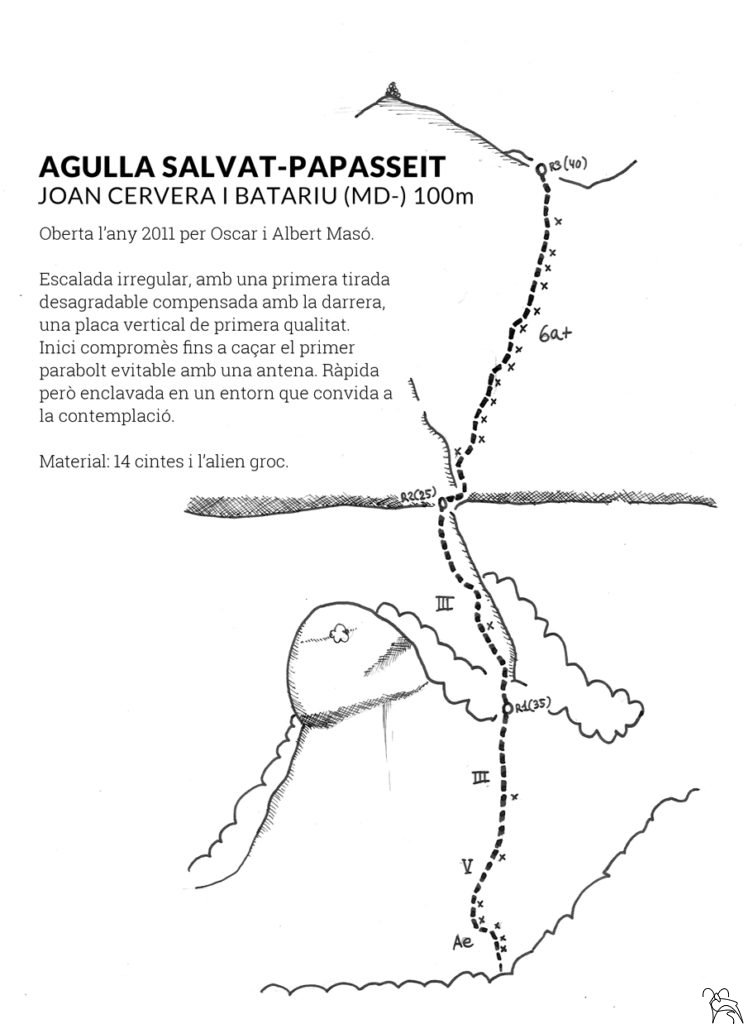 AGULLA SALVAT-PAPASSEIT
JOAN CERVERA I BATARIU (MD-) 100m
Oberta l'any 2011 per Oscar i Albert Masó.
Escalada irregular, amb una primera tirada
desagradable compensada amb la darrera,
una placa vertical de primera qualitat.
Inici compromès fins a caçar el primer
parabolt evitable amb una antena. Ràpida
però enclavada en un entorn que convida a
la contemplació.
Material: 14 cintes i l'alien groc.
R3(40)
6a+
R2(25)
III
R1(35)
III
V
Ae